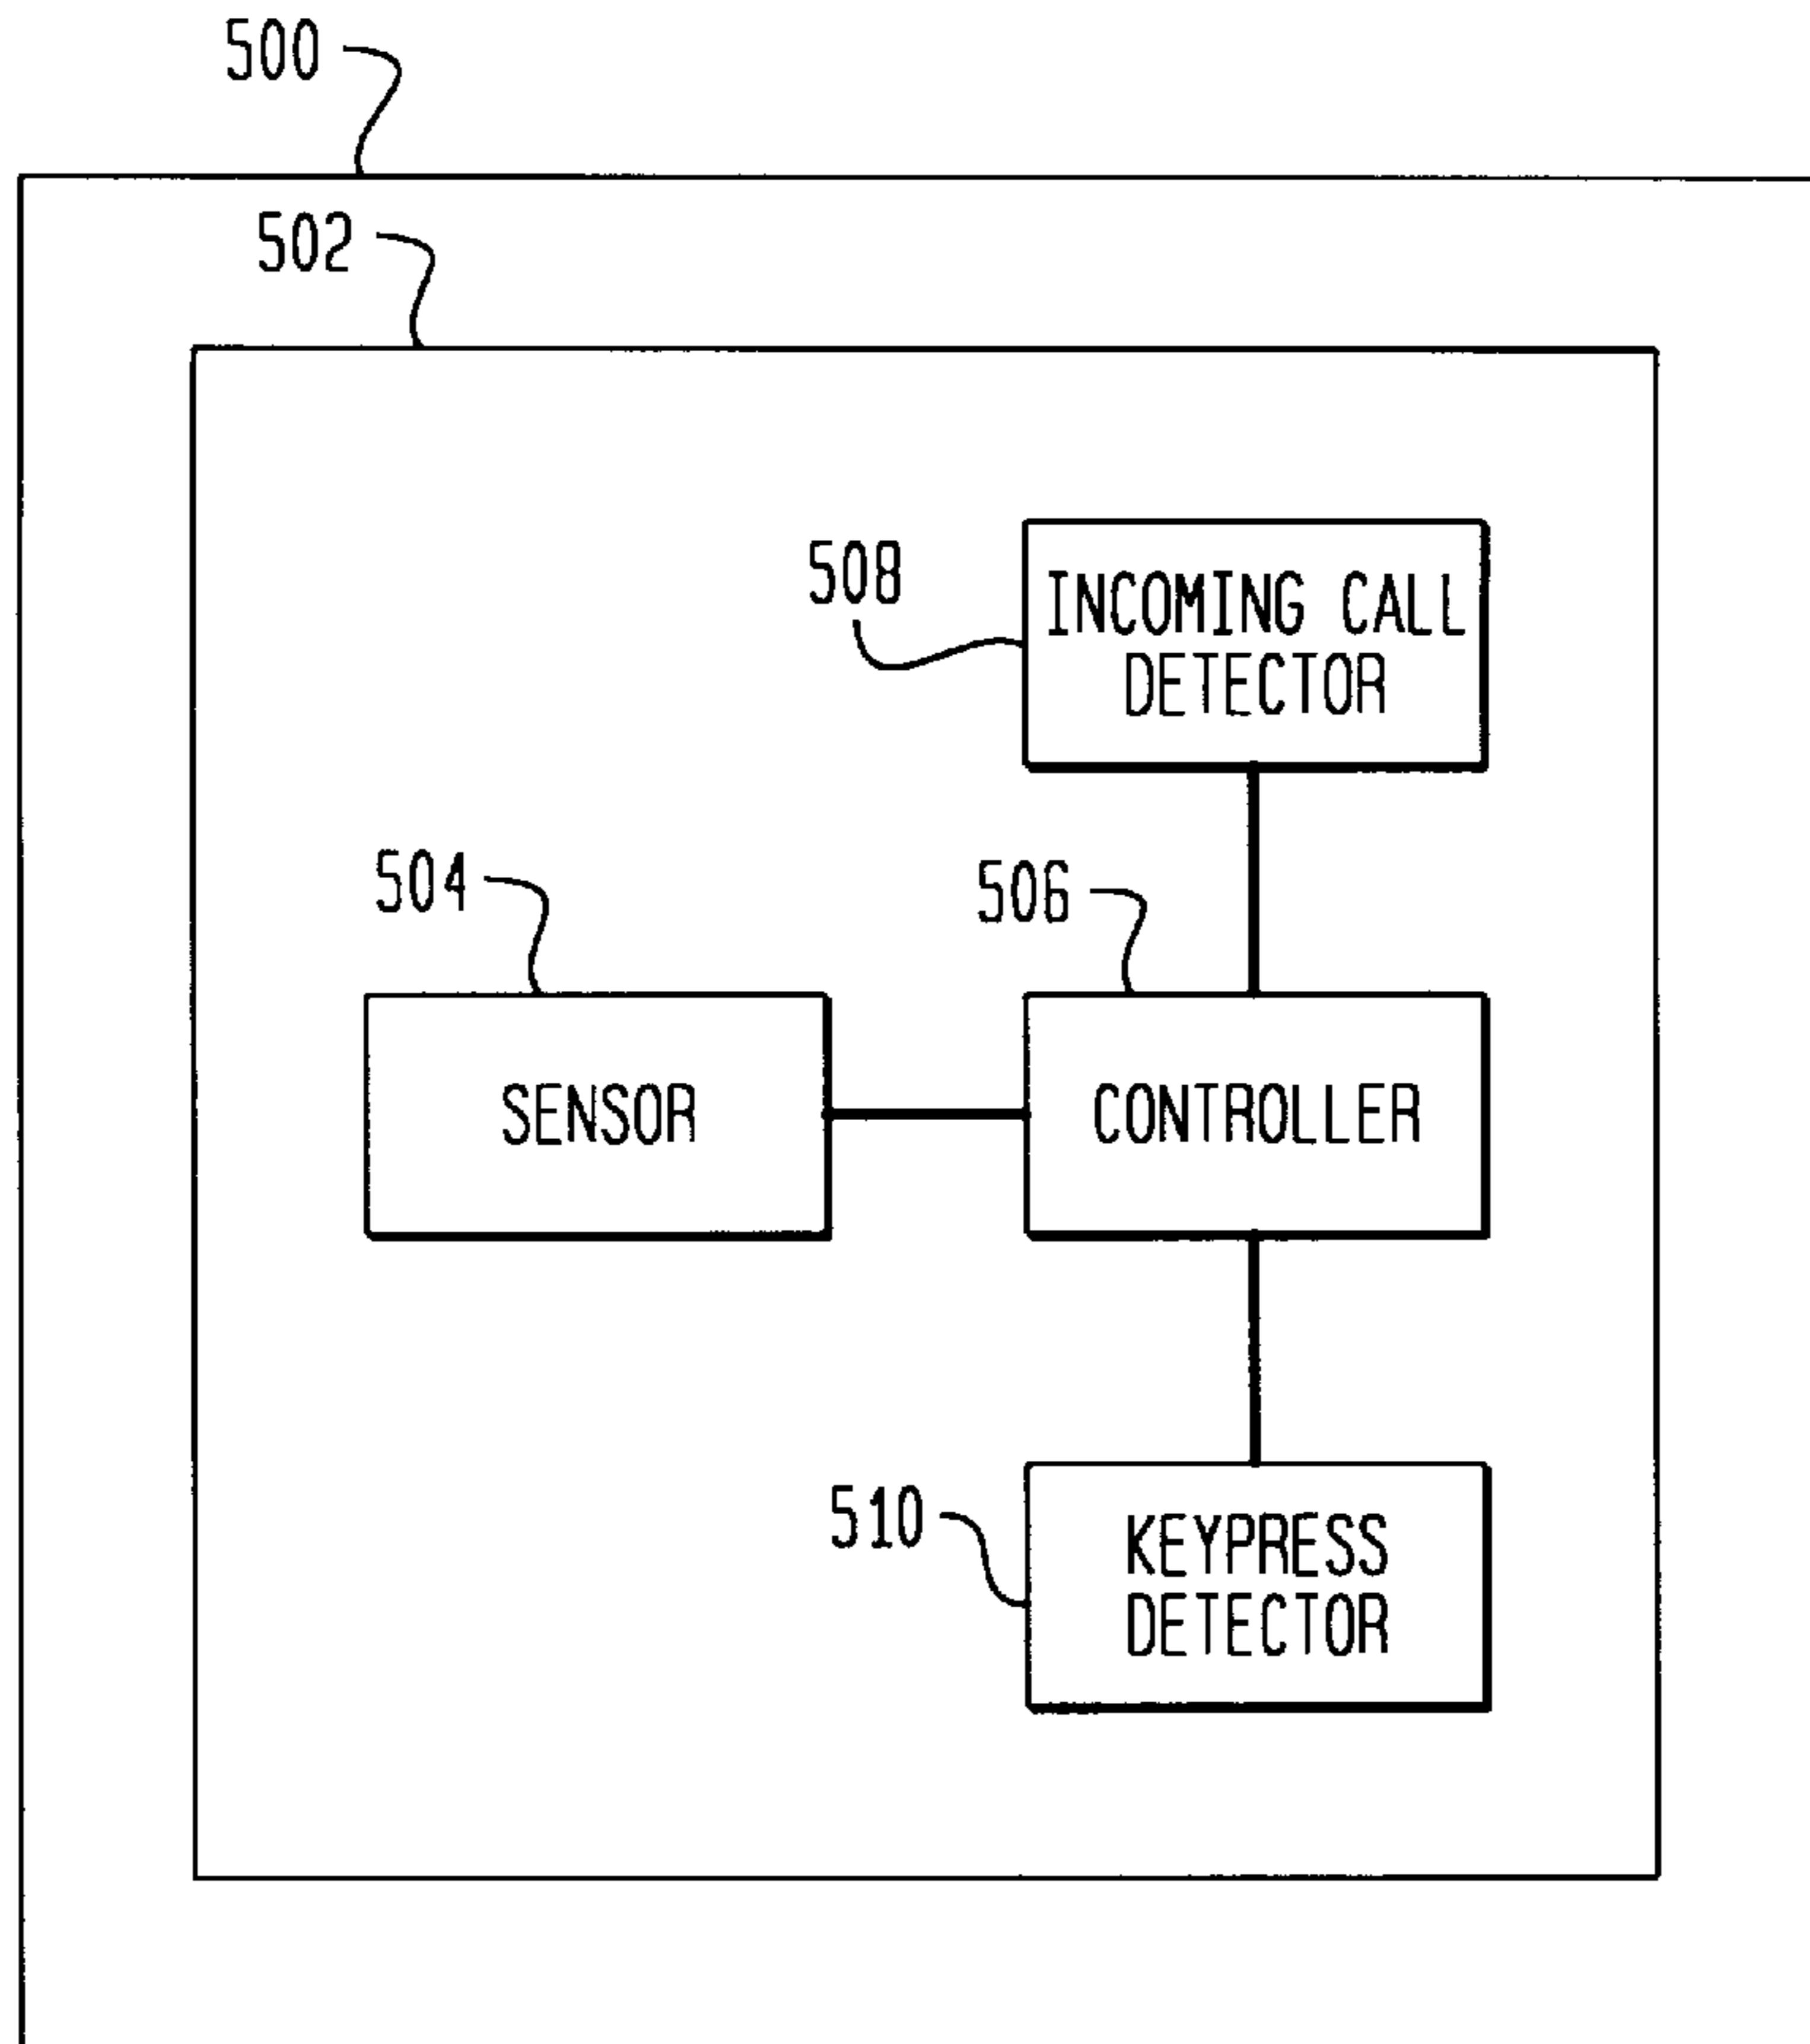 500
502
508
INCOMING CALL
DETECTOR
504
506
SENSOR
CONTROLLER
510
KEYPRESS
DETECTOR